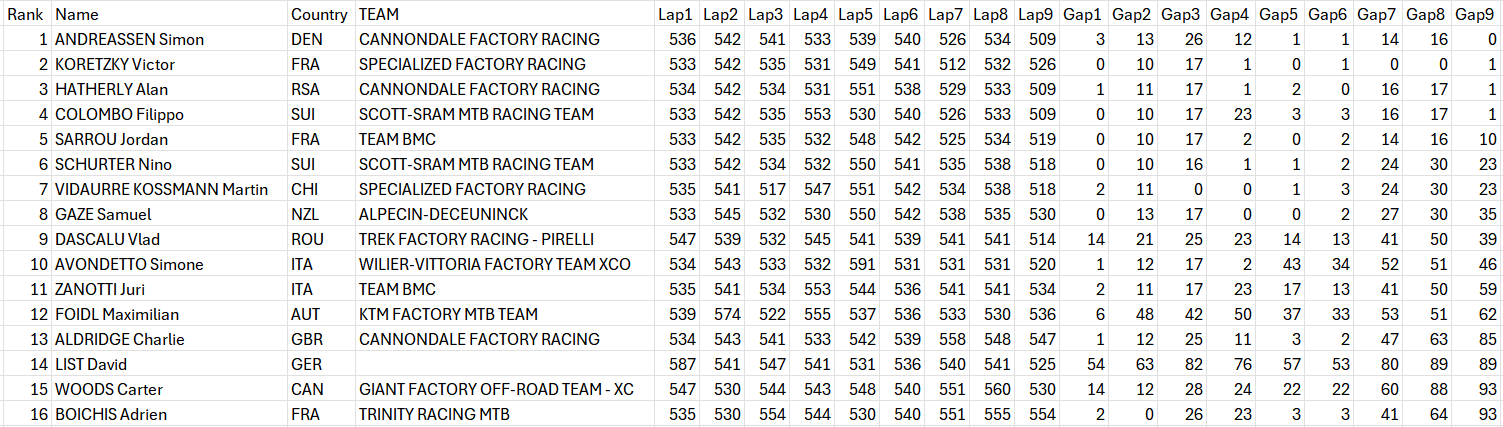 Rank Name Country TEAM Lap1 Lap2 Lap3 Lap4 Lap5 Lap6 Lap7 Lap8 Lap9 Gap1 Gap2 Gap3 Gap4 Gap5 Gap6 Gap7 Gap8 Gap9
1 ANDREASSEN Simon DEN CANNONDALE FACTORY RACING 536 542 541 533 539 540 526 534 509 3 13 26 12 1 1 14 16 0
2 KORETZKY Victor FRA SPECIALIZED FACTORY RACING 533 542 535 531 549 541 512 532 526 0 10 17 1 0 1 0 0 1
3 HATHERLY Alan RSA CANNONDALE FACTORY RACING 534 542 534 531 551 538 529 533 509 1 11 17 1 2 0 16 17 1
4 COLOMBO Filippo SUI SCOTT-SRAM MTB RACING TEAM 533 542 535 553 530 540 526 533 509 0 10 17 23 3 3 16 17 1
5 SARROU Jordan FRA TEAM BMC 533 542 535 532 548 542 525 534 519 0 10 17 2 0 2 14 16 10
6 SCHURTER Nino SUI SCOTT-SRAM MTB RACING TEAM 533 542 534 532 550 541 535 538 518 0 10 16 1 1 2 24 30 23
7 VIDAURRE KOSSMANN Martin CHI SPECIALIZED FACTORY RACING 535 541 517 547 551 542 534 538 518 2 11 0 0 1 3 24 30 23
8 GAZE Samuel NZL ALPECIN-DECEUNINCK 533 545 532 530 550 542 538 535 530 0 13 17 0 0 2 27 30 35
9 DASCALU Vlad ROU TREK FACTORY RACING - PIRELLI 547 539 532 545 541 539 541 541 514 14 21 25 23 14 13 41 50 39
10 AVONDETTO Simone ITA WILIER-VITTORIA FACTORY TEAM XCO 534 543 533 532 591 531 531 531 520 1 12 17 2 43 34 52 51 46
11 ZANOTTI Juri ITA TEAM BMC 535 541 534 553 544 536 541 541 534 2 11 17 23 17 13 41 50 59
12 FOIDL Maximilian AUT KTM FACTORY MTB TEAM 539 574 522 555 537 536 533 530 536 6 48 42 50 37 33 53 51 62
13 ALDRIDGE Charlie GBR CANNONDALE FACTORY RACING 534 543 541 533 542 539 558 548 547 1 12 25 11 3 2 47 63 85
14 LIST David GER 587 541 547 541 531 536 540 541 525 54 63 82 76 57 53 80 89 89
15 WOODS Carter CAN GIANT FACTORY OFF-ROAD TEAM - XC 547 530 544 543 548 540 551 560 530 14 12 28 24 22 22 60 88 93
16 BOICHIS Adrien FRA TRINITY RACING MTB 535 530 554 544 530 540 551 555 554 2 0 26 23 3 3 41 64 93